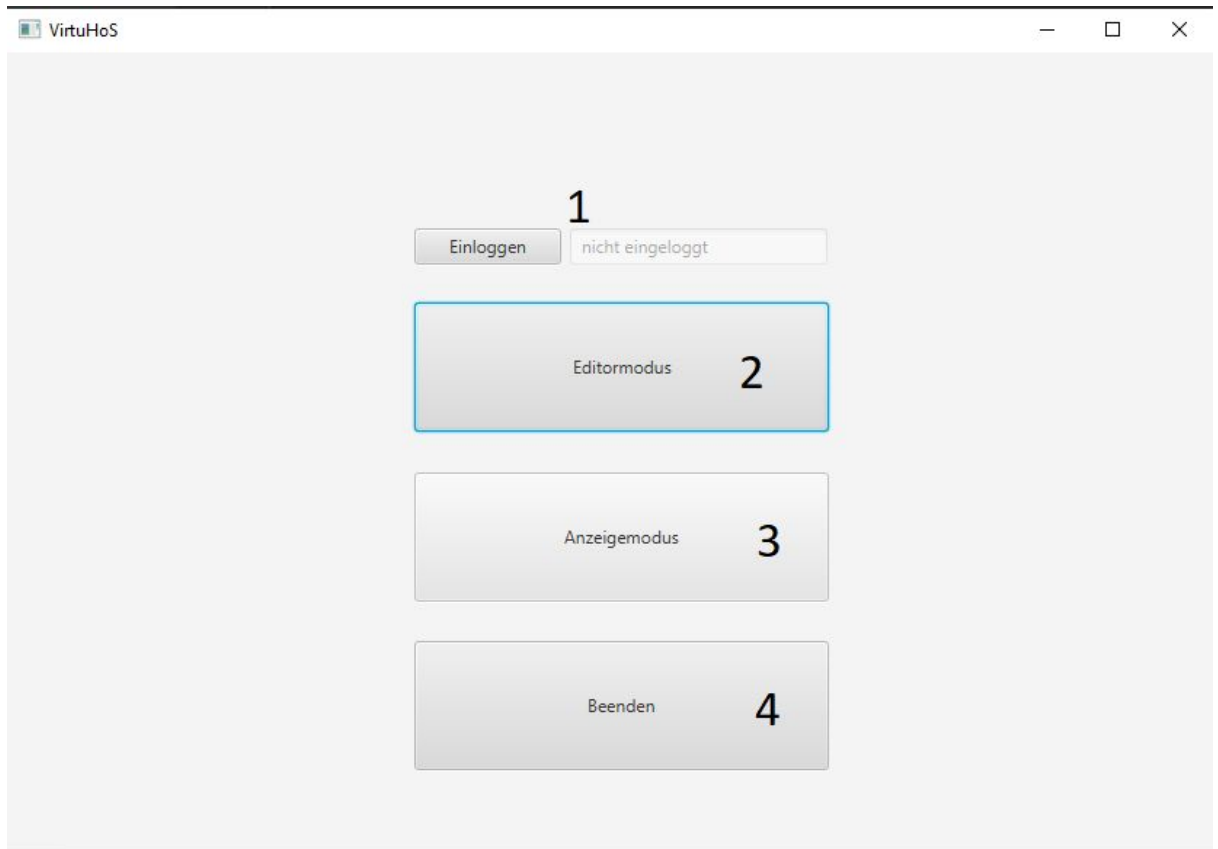 VirtuHoS
1
Einloggen nicht eingeloggt
Editormodus 2
Anzeigemodus 3
Beenden 4